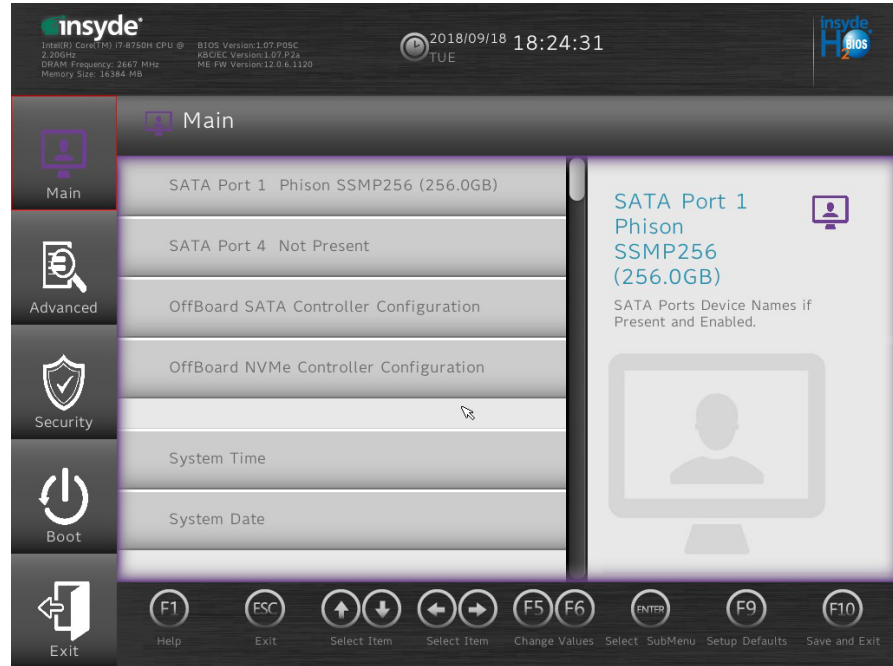 insyde®
Intel(R) Core(TM) i7-8750H CPU @
2.20GHz
DRAM Frequency: 2667 MHz
Memory Size: 16384 MB
BIOS Version:1.07.P05C
KBC/EC Version:1.07.P2a
ME FW Version:12.0.6.1120
2018/09/18 18:24:31
TUE
insyde
H2BIOS
Main
Advanced
Security
Boot
Exit
Main
SATA Port 1 Phison SSMP256 (256.0GB)
SATA Port 4 Not Present
OffBoard SATA Controller Configuration
OffBoard NVMe Controller Configuration
System Time
System Date
SATA Port 1
Phison
SSMP256
(256.0GB)
SATA Ports Device Names if
Present and Enabled.
F1 ESC F5 F6 ENTER F9 F10
Help Exit Select Item Select Item Change Values Select SubMenu Setup Defaults Save and Exit